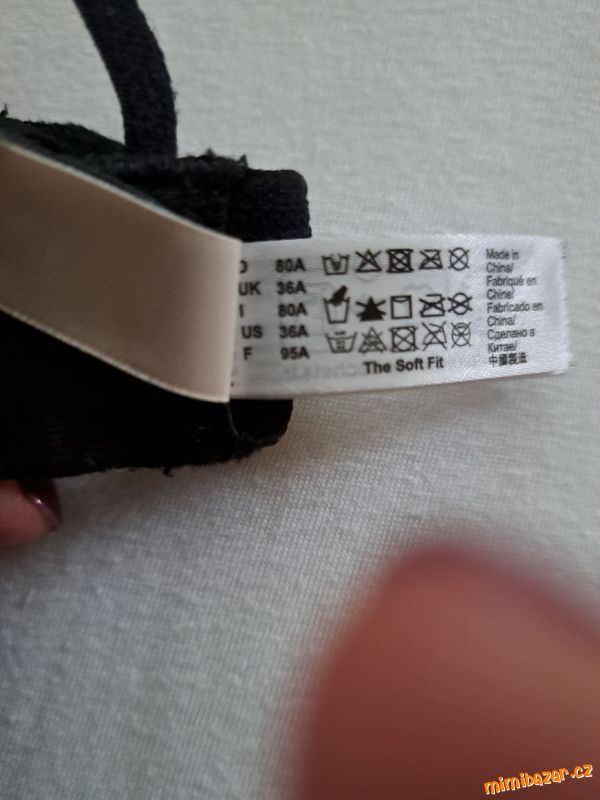 D 80A
UK 36A
I 80A
US 36A
F 95A
The Soft Fit
Made in
China/
Fabriqué en
Chine/
Fabricado en
China/
Сделано в
Китае/
中國製造
mimibazar.cz